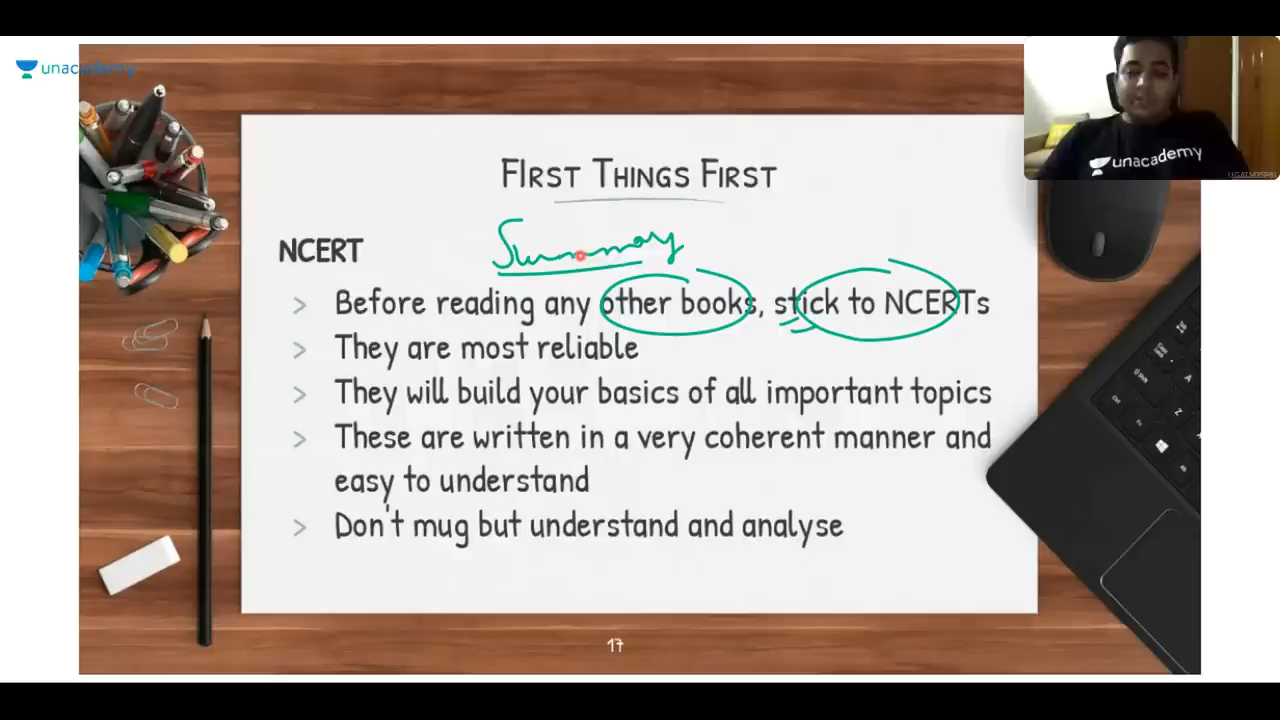 unacademy
unacademy
FIrst Things First
NCERT
Summary
> Before reading any other books, stick to NCERTs
> They are most reliable
> They will build your basics of all important topics
> These are written in a very coherent manner and
easy to understand
> Don't mug but understand and analyse
17